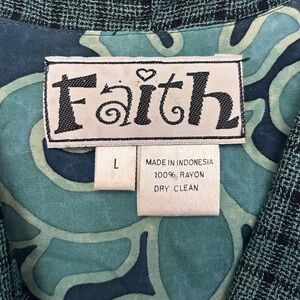 Faith
L
MADE IN INDONESIA
100% RAYON
DRY CLEAN